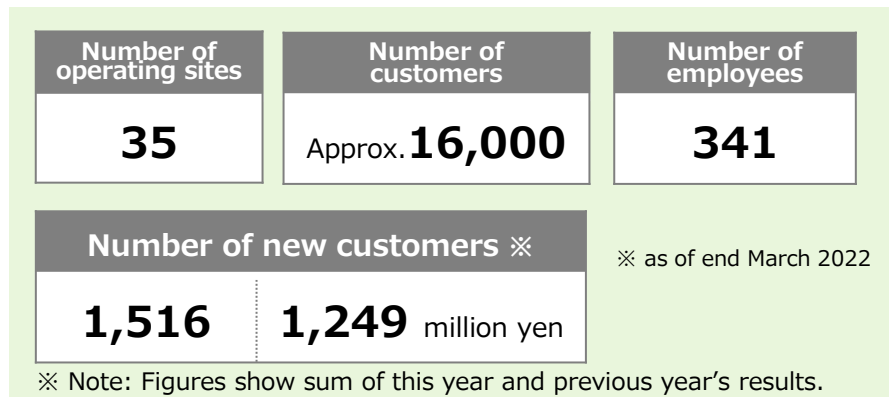 Number of
operating sites
35
Number of
customers
Approx.16,000
Number of
employees
341
Number of new customers ※
1,516
1,249 million yen
※ as of end March 2022
※ Note: Figures show sum of this year and previous year’s results.